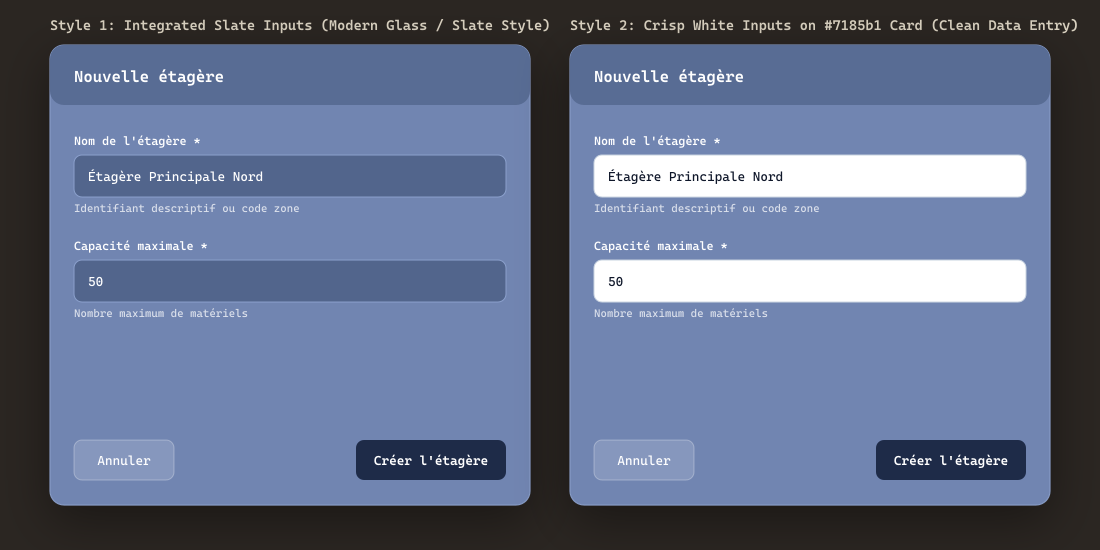 Style 1: Integrated Slate Inputs (Modern Glass / Slate Style)
Nouvelle étagère
Nom de l'étagère *
Étagère Principale Nord
Identifiant descriptif ou code zone
Capacité maximale *
50
Nombre maximum de matériels
Annuler
Créer l'étagère
Style 2: Crisp White Inputs on #7185b1 Card (Clean Data Entry)
Nouvelle étagère
Nom de l'étagère *
Étagère Principale Nord
Identifiant descriptif ou code zone
Capacité maximale *
50
Nombre maximum de matériels
Annuler
Créer l'étagère